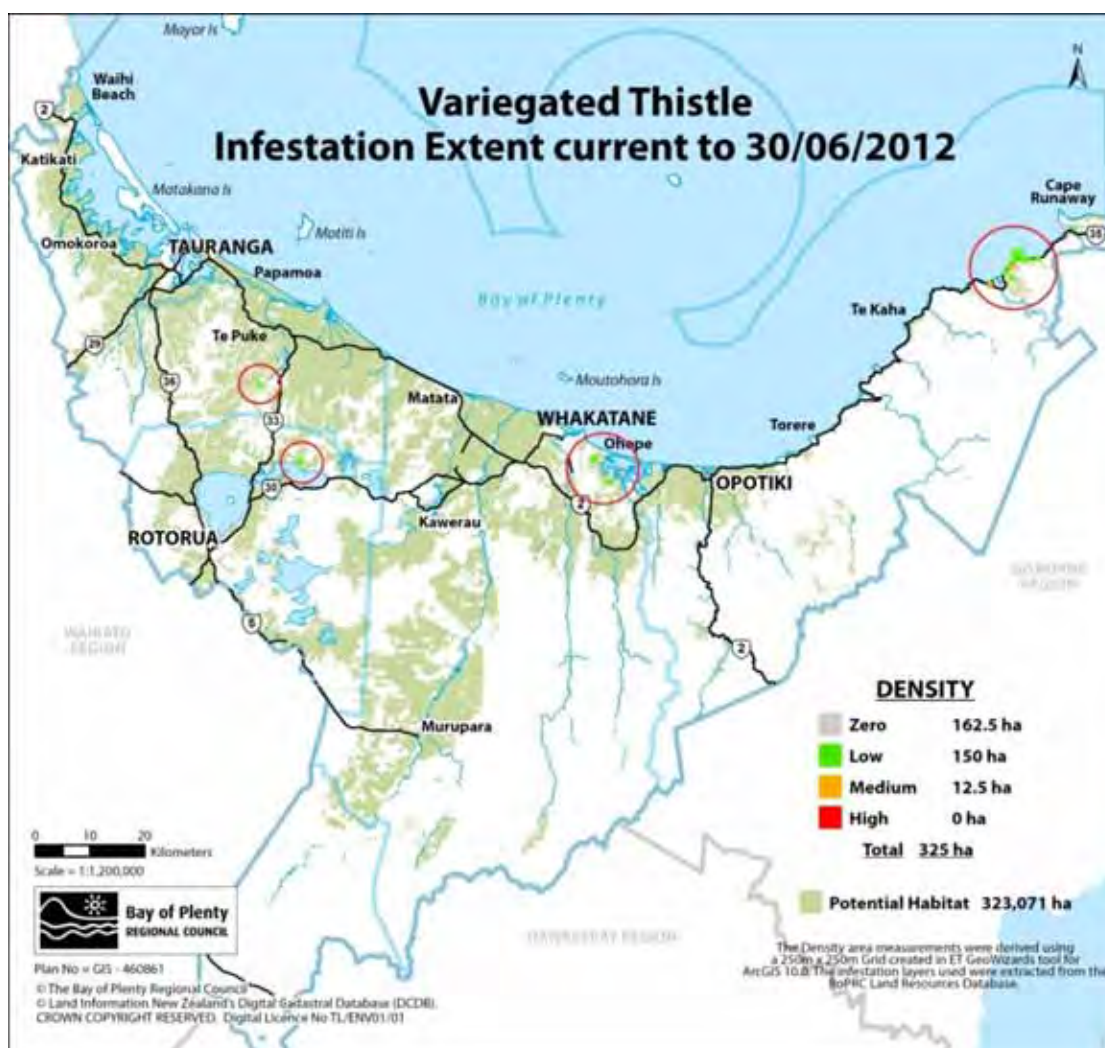 Mayor Is
N
Waihi
Beach
Variegated Thistle
Infestation Extent current to 30/06/2012
2
Katikati
Matakana Is
Cape
Runaway
35
Motiti Is
Omokoroa
TAURANGA
Papamoa
Bay of Plenty
Te Kaha
Te Puke
29
36
Moutohora Is
Matata
33
WHAKATANE
Ohope
Torere
30
OPOTIKI
2
Kawerau
ROTORUA
GISBORNE
REGION
5
WAIKATO
REGION
2
DENSITY
Zero 162.5 ha
Low 150 ha
Medium 12.5 ha
High 0 ha
Total 325 ha
Murupara
0 10 20
Kilometers
Scale = 1:1,200,000
Potential Habitat 323,071 ha
Bay of Plenty
REGIONAL COUNCIL
HAWKES BAY REGION
The Density area measurements were derived using
a 250m x 250m Grid created in ET GeoWizards tool for
ArcGIS 10.0. The infestation layers used were extracted from the
BoPRC Land Resources Database.
Plan No = GIS - 460861
© The Bay of Plenty Regional Council
© Land Information New Zealand's Digital Cadastral Database (DCDB).
CROWN COPYRIGHT RESERVED. Digital Licence No TL/ENV01/01